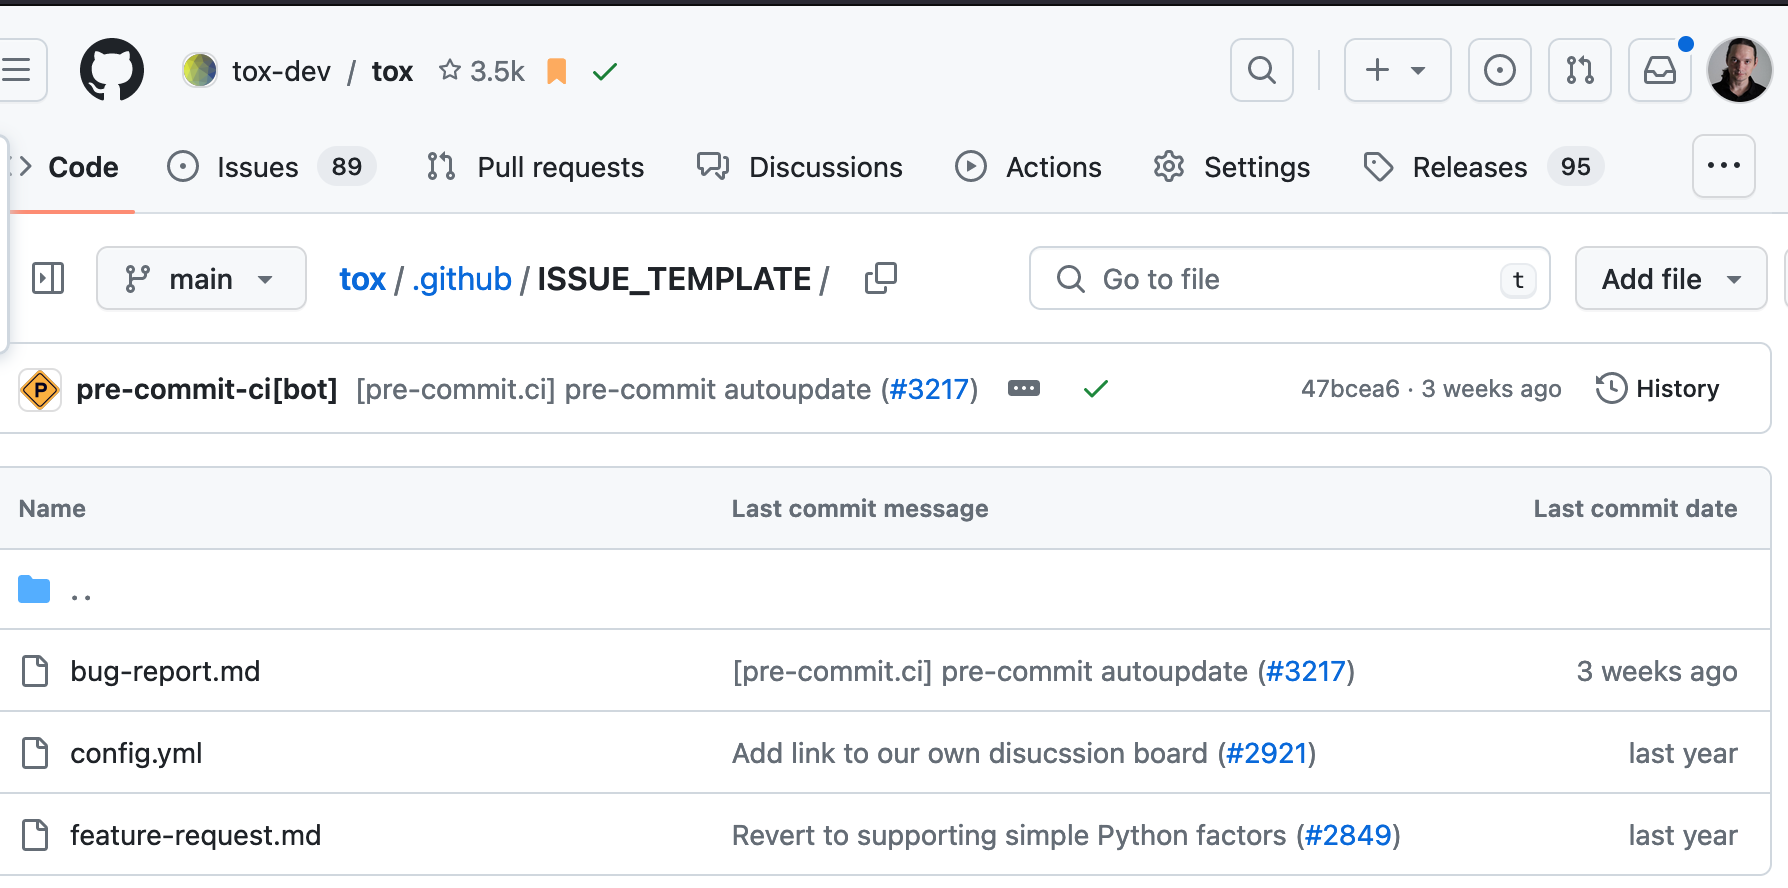 tox-dev / tox 3.5k
Code Issues 89 Pull requests Discussions Actions Settings Releases 95
main tox / .github / ISSUE_TEMPLATE / Go to file t Add file
P pre-commit-ci[bot] [pre-commit.ci] pre-commit autoupdate (#3217) 47bcea6 · 3 weeks ago History
Name Last commit message Last commit date
..
bug-report.md [pre-commit.ci] pre-commit autoupdate (#3217) 3 weeks ago
config.yml Add link to our own disucssion board (#2921) last year
feature-request.md Revert to supporting simple Python factors (#2849) last year